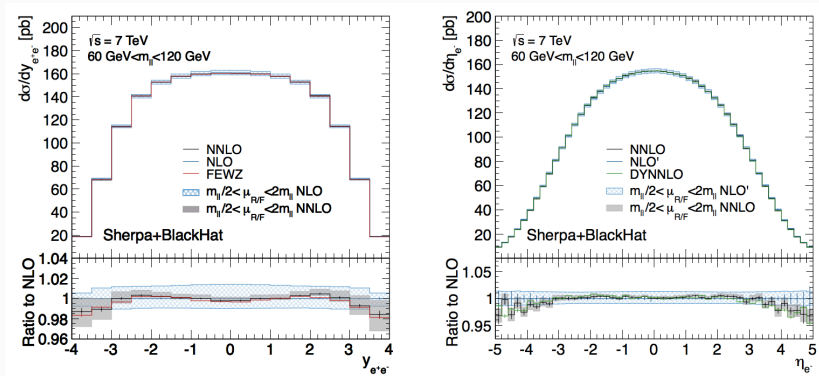 dσ/dy_{e⁺e⁻} [pb]
200
180
160
140
120
100
80
60
40
20
√s = 7 TeV
60 GeV<m_{ll}<120 GeV
NNLO
NLO
FEWZ
m_{ll}/2< μ_{R/F} <2m_{ll} NLO
m_{ll}/2< μ_{R/F} <2m_{ll} NNLO
Sherpa+BlackHat
Ratio to NLO
1.04
1.02
1
0.98
0.96
-4 -3 -2 -1 0 1 2 3 4
y_{e⁺e⁻}
dσ/dη_{e⁻} [pb]
200
180
160
140
120
100
80
60
40
20
√s = 7 TeV
60 GeV<m_{ll}<120 GeV
NNLO
NLO'
DYNNLO
m_{ll}/2< μ_{R/F} <2m_{ll} NLO'
m_{ll}/2< μ_{R/F} <2m_{ll} NNLO
Sherpa+BlackHat
Ratio to NLO
1.05
1
0.95
-5 -4 -3 -2 -1 0 1 2 3 4 5
η_{e⁻}